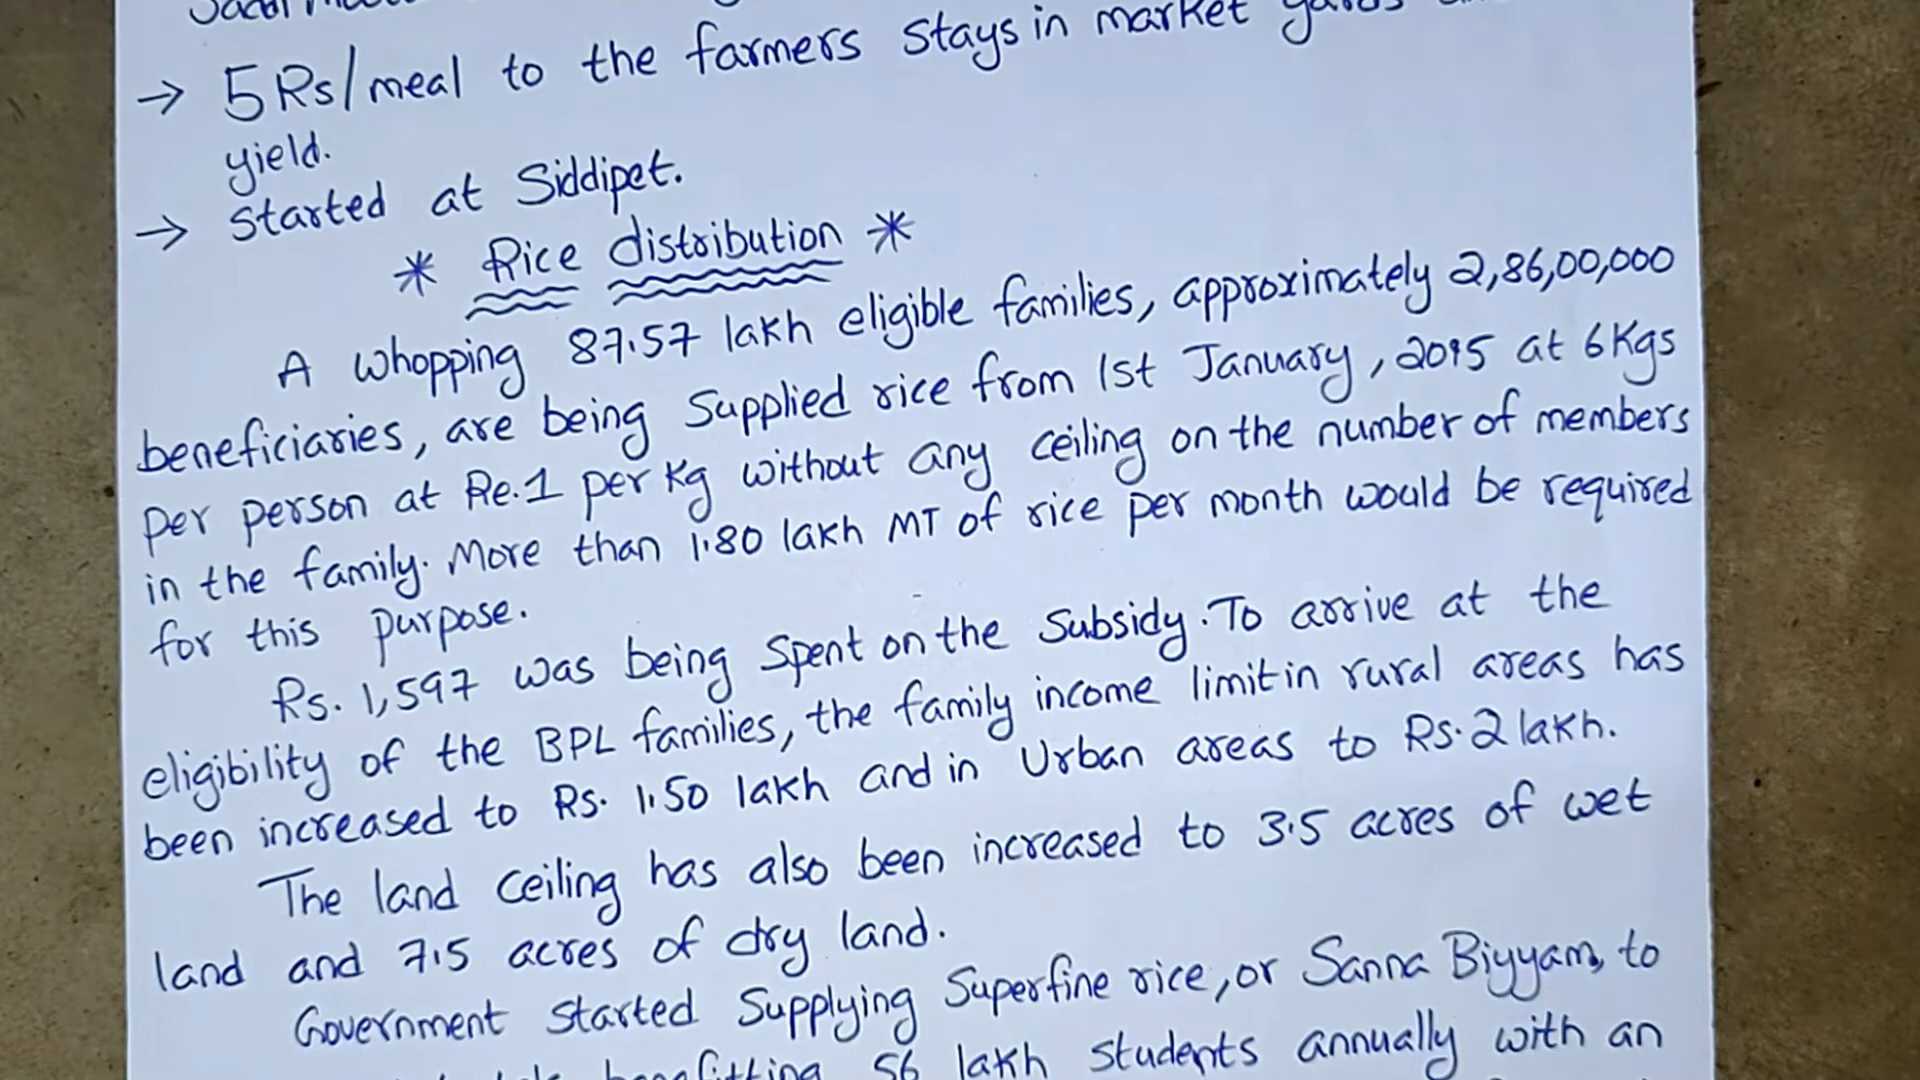 → 5Rs/meal to the farmers stays in market yards
yield.
→ Started at Siddipet.
* Rice distribution *
A whopping 87.57 lakh eligible families, approximately 2,86,00,000
beneficiaries, are being supplied rice from 1st January, 2015 at 6Kgs
per person at Re.1 per kg without any ceiling on the number of members
in the family. More than 1.80 lakh MT of rice per month would be required
for this purpose.
Rs. 1,597 was being spent on the subsidy. To arrive at the
eligibility of the BPL families, the family income limit in rural areas has
been increased to Rs. 1.50 lakh and in Urban areas to Rs. 2 lakh.
The land ceiling has also been increased to 3.5 acres of wet
land and 7.5 acres of dry land.
Government started supplying superfine rice, or Sanna Biyyam, to
benefitting 56 lakh students annually with an